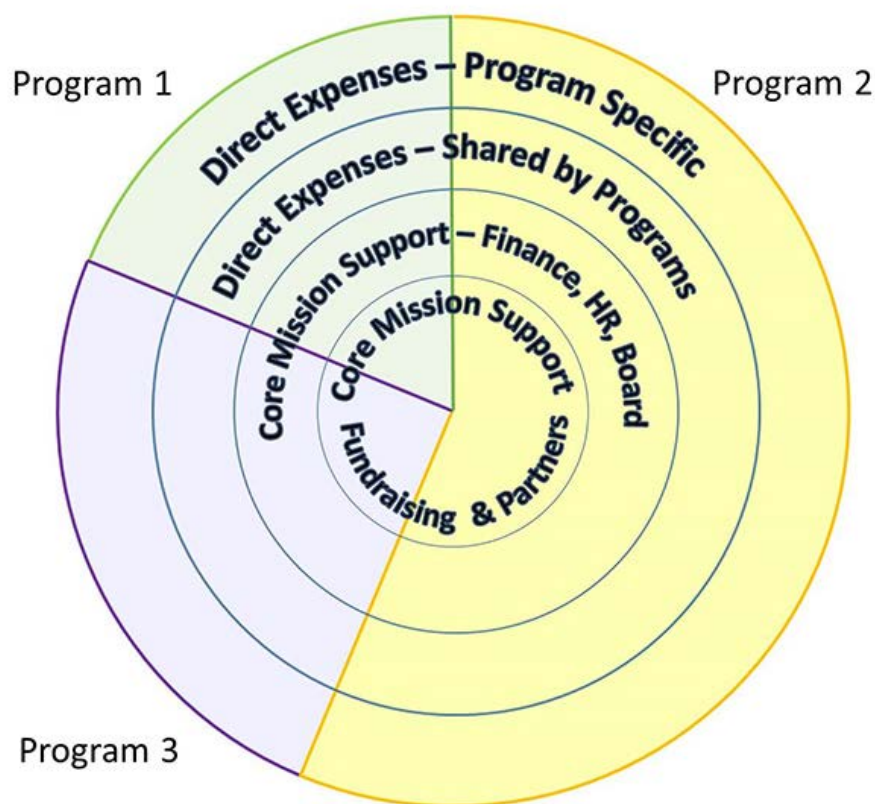 Program 1
Program 2
Direct Expenses – Program Specific
Direct Expenses – Shared by Programs
Core Mission Support – Finance, HR, Board
Core Mission Support
Fundraising & Partners
Program 3